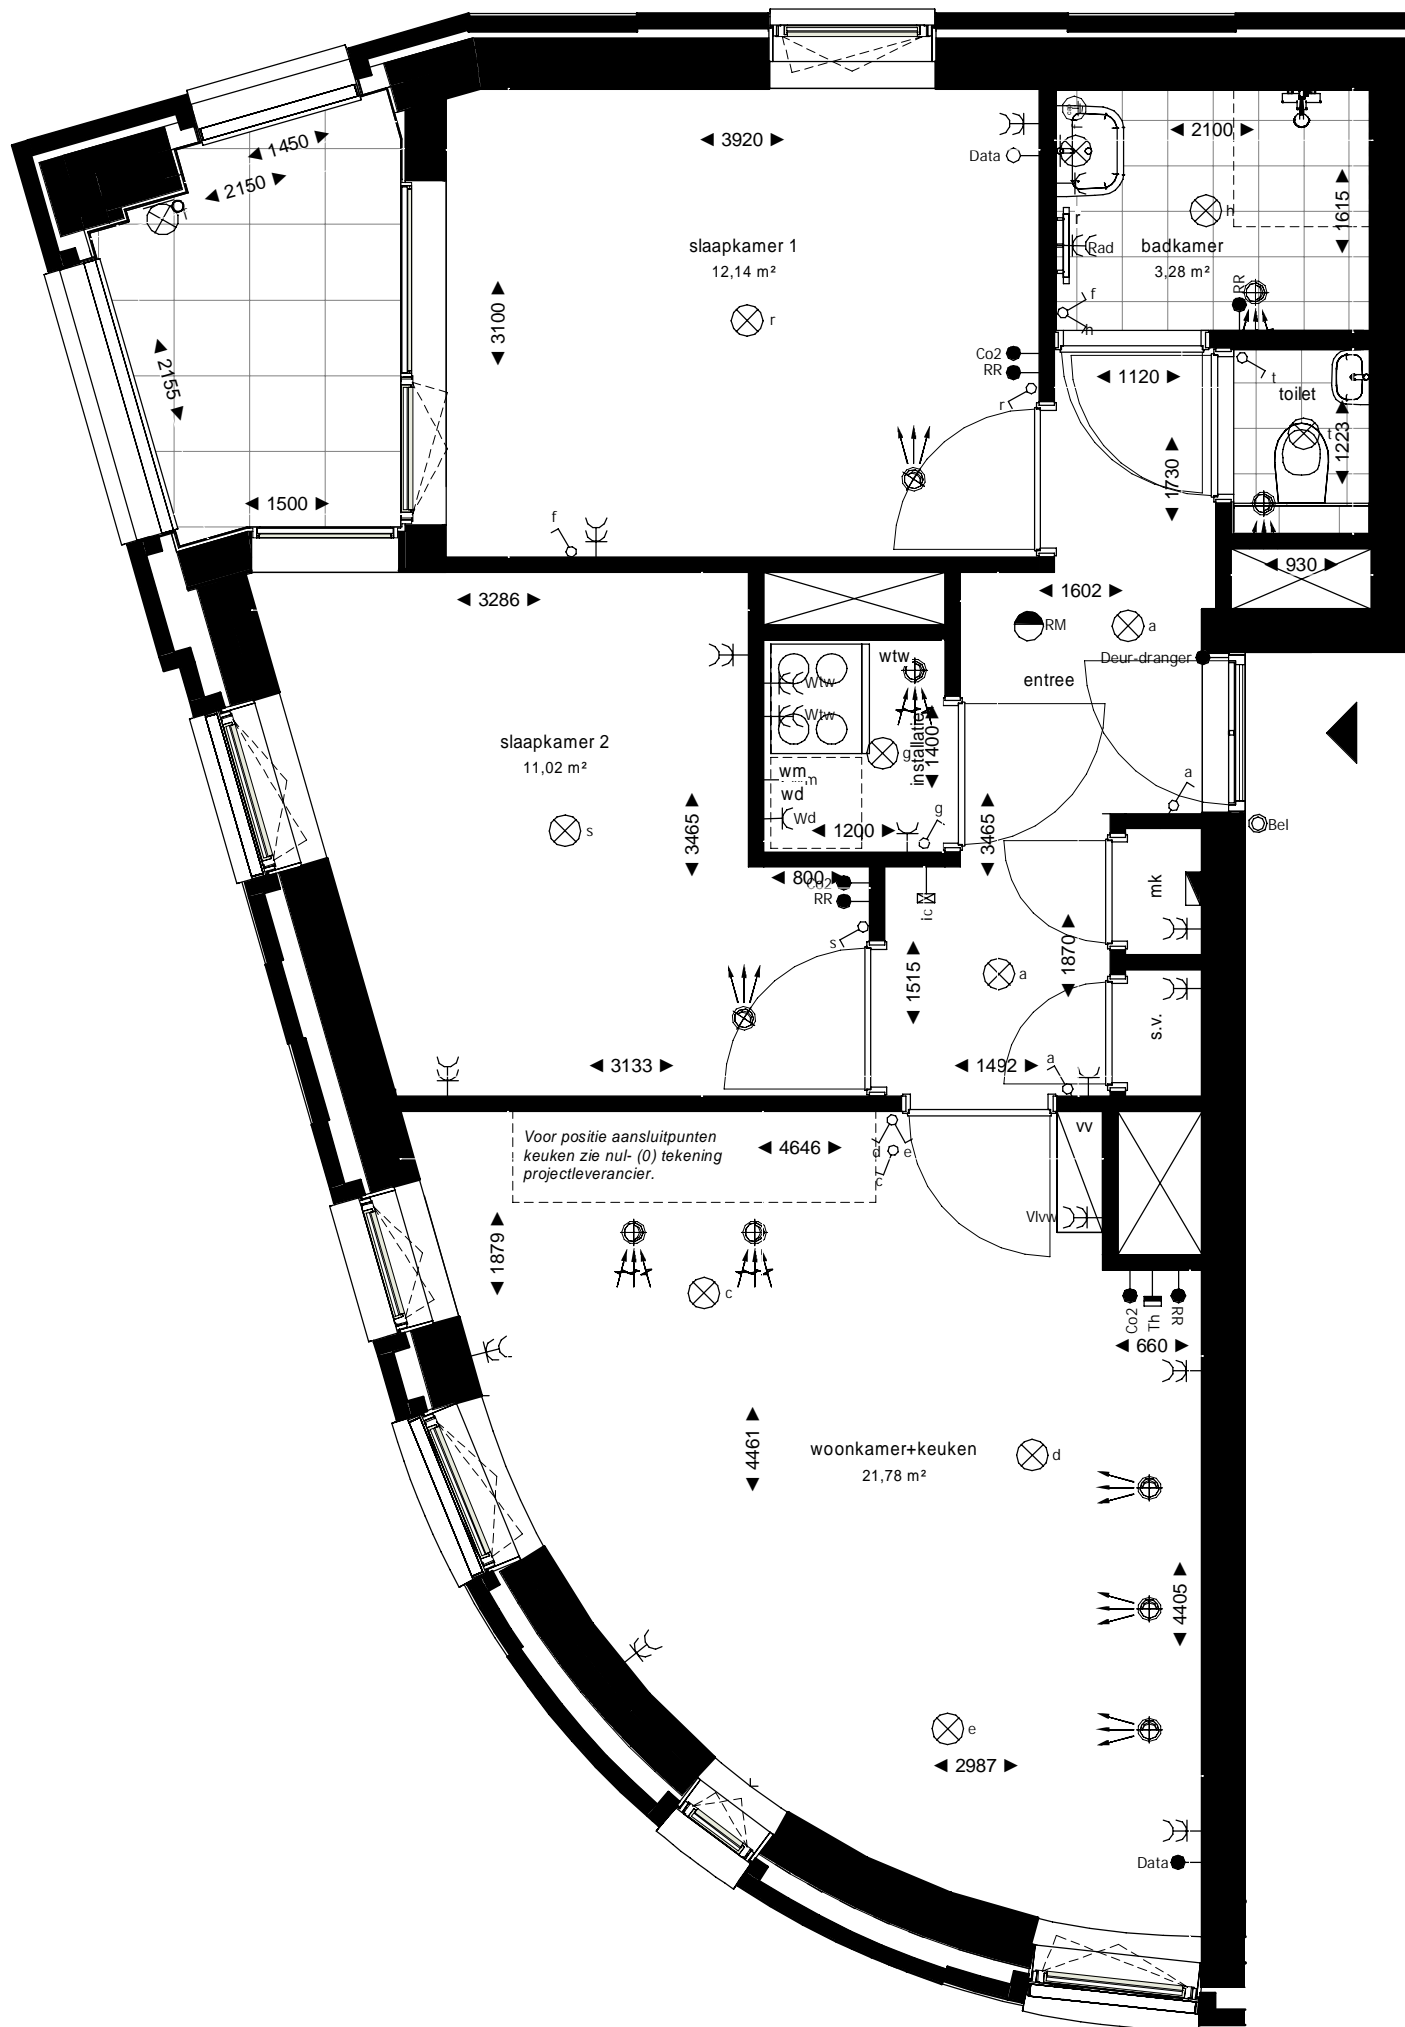 1450
2150
2155
1500
3920
Data
slaapkamer 1
12,14 m²
r
3100
Co2
RR
r
f
2100
1615
h
r
Rad
badkamer
3,28 m²
RR
f
h
1120
t
toilet
t
1223
1730
930
1602
RM
a
Deur-dranger
entree
3286
wtw
Wtw
Wtw
installatie
1400
g
wm
wd
Wd
1200
g
slaapkamer 2
11,02 m²
s
3465
3465
a
Bel
800
Co2
RR
s
ic
mk
1515
a
1870
s.v.
3133
1492
a
Voor positie aansluitpunten
keuken zie nul- (0) tekening
projectleverancier.
4646
d
e
c
vv
Vlvw
1879
c
Co2
Th
RR
660
4461
woonkamer+keuken
21,78 m²
d
4405
e
2987
Data